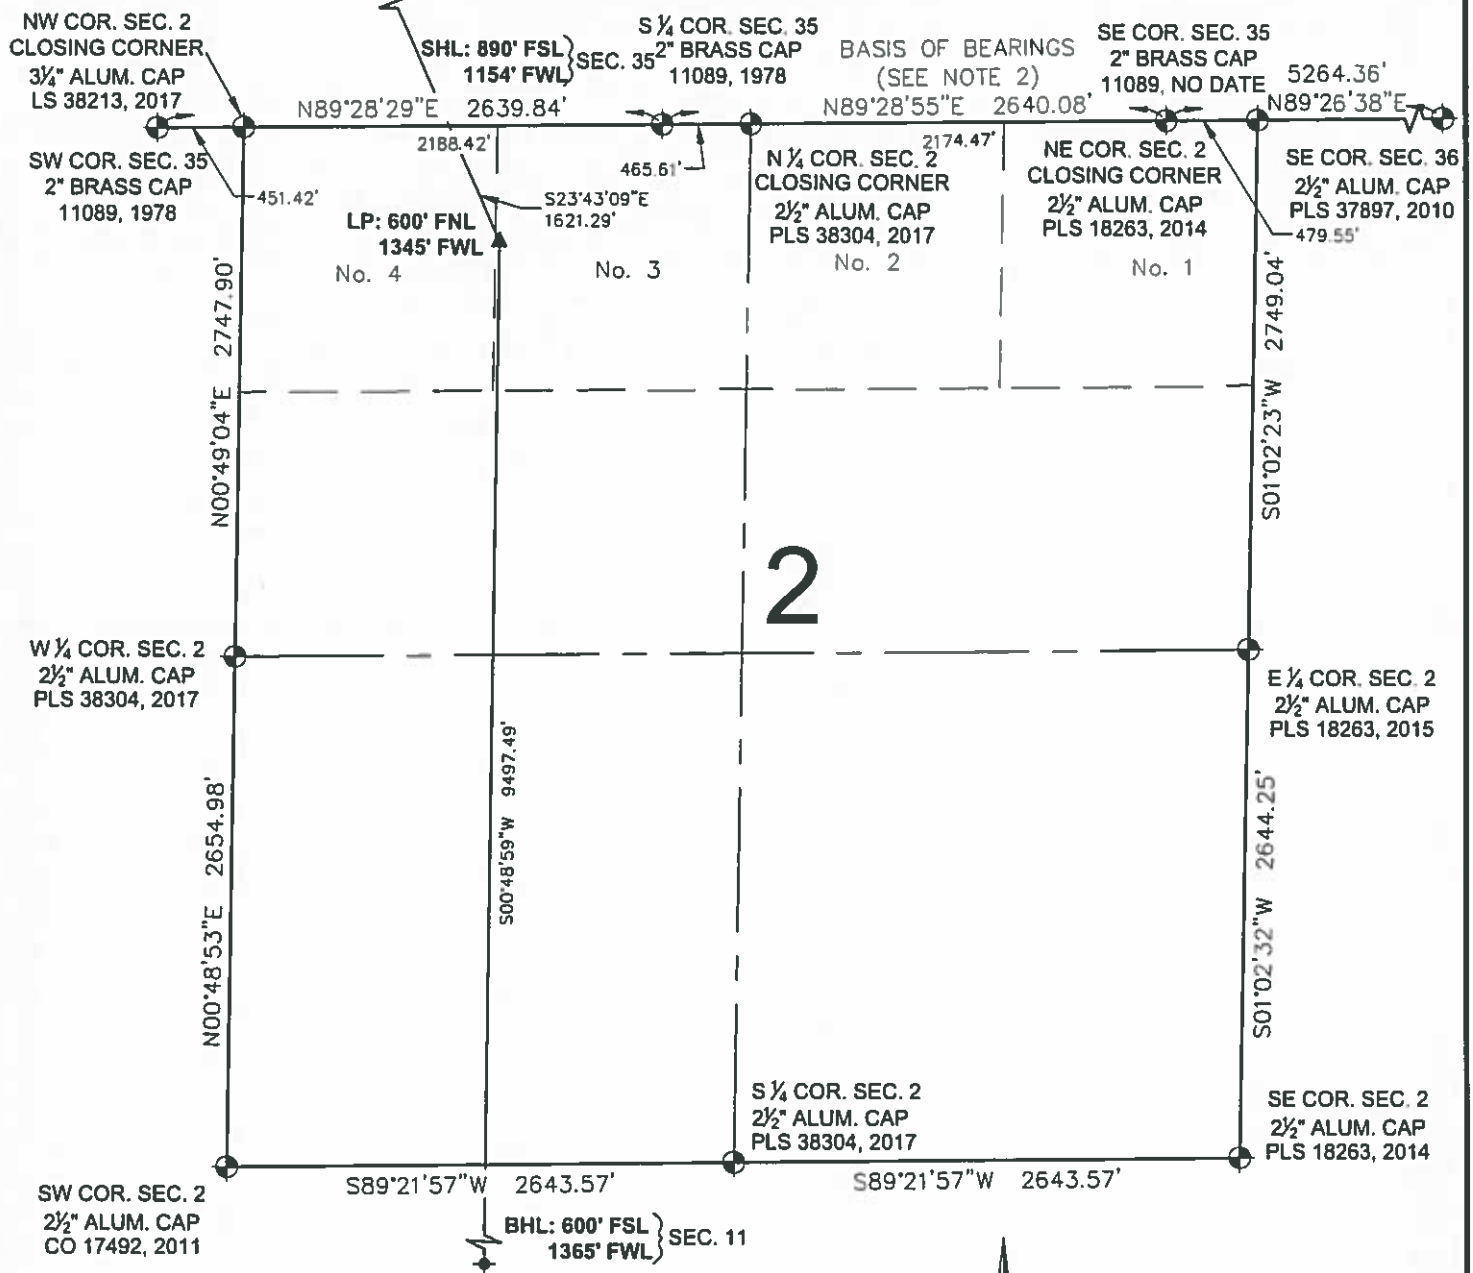 NW COR. SEC. 2
CLOSING CORNER
3¼" ALUM. CAP
LS 38213, 2017
SHL: 890' FSL
1154' FWL
SEC. 35
S ¼ COR. SEC. 35
2" BRASS CAP
11089, 1978
BASIS OF BEARINGS
(SEE NOTE 2)
SE COR. SEC. 35
2" BRASS CAP
11089, NO DATE
5264.36'
N89°26'38"E
N89°28'29"E 2639.84'
N89°28'55"E 2640.08'
SW COR. SEC. 35
2" BRASS CAP
11089, 1978
451.42'
2188.42'
465.61'
2174.47'
N ¼ COR. SEC. 2
CLOSING CORNER
2½" ALUM. CAP
PLS 38304, 2017
NE COR. SEC. 2
CLOSING CORNER
2½" ALUM. CAP
PLS 18263, 2014
SE COR. SEC. 36
2½" ALUM. CAP
PLS 37897, 2010
479.55'
S23°43'09"E
1621.29'
LP: 600' FNL
1345' FWL
No. 4
No. 3
No. 2
No. 1
N00°49'04"E 2747.90'
S01°02'23"W 2749.04'
2
W ¼ COR. SEC. 2
2½" ALUM. CAP
PLS 38304, 2017
E ¼ COR. SEC. 2
2½" ALUM. CAP
PLS 18263, 2015
N00°48'53"E 2654.98'
S00°48'59"W 9497.49'
S01°02'32"W 2644.25'
S ¼ COR. SEC. 2
2½" ALUM. CAP
PLS 38304, 2017
SE COR. SEC. 2
2½" ALUM. CAP
PLS 18263, 2014
SW COR. SEC. 2
2½" ALUM. CAP
CO 17492, 2011
S89°21'57"W 2643.57'
S89°21'57"W 2643.57'
BHL: 600' FSL
1365' FWL
SEC. 11